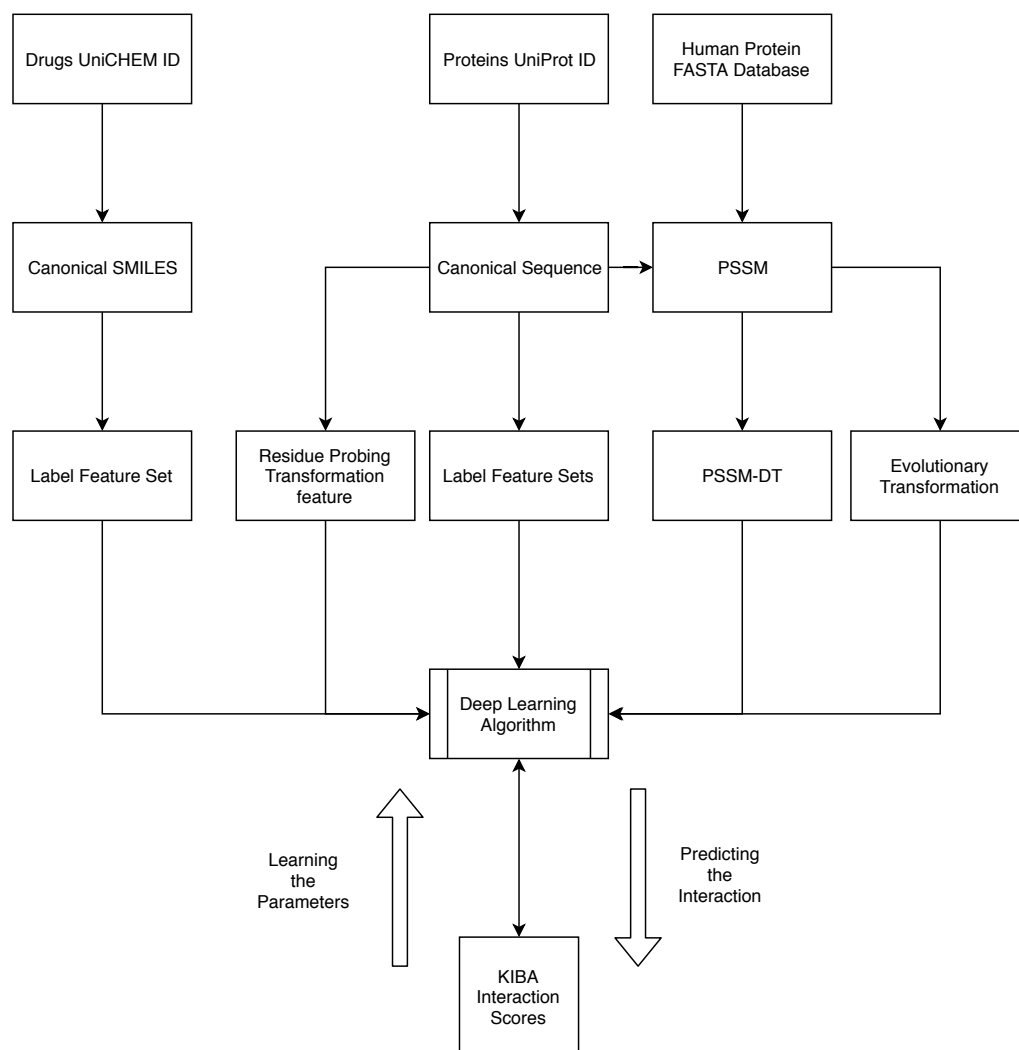 Drugs UniCHEM ID
Proteins UniProt ID
Human Protein
FASTA Database
Canonical SMILES
Canonical Sequence
PSSM
Label Feature Set
Residue Probing
Transformation
feature
Label Feature Sets
PSSM-DT
Evolutionary
Transformation
Deep Learning
Algorithm
Learning
the
Parameters
Predicting
the
Interaction
KIBA
Interaction
Scores